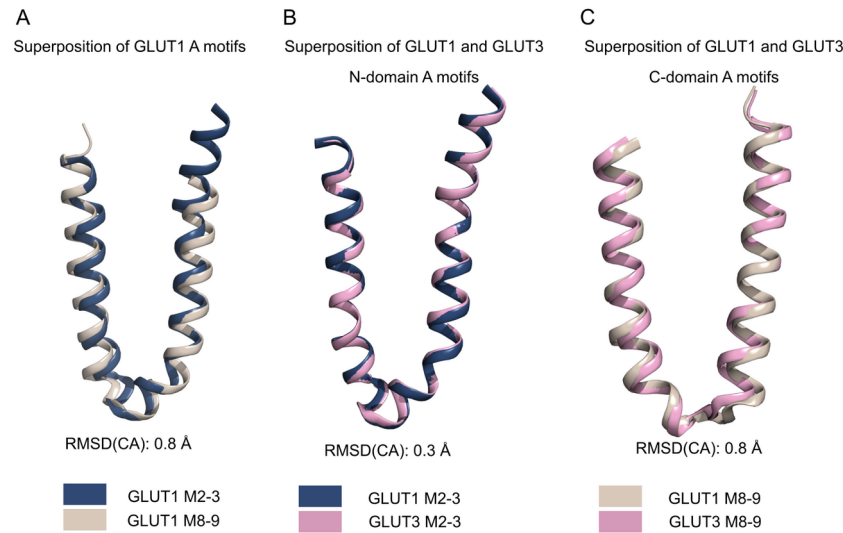 A
Superposition of GLUT1 A motifs
RMSD(CA): 0.8 Å
GLUT1 M2-3
GLUT1 M8-9
B
Superposition of GLUT1 and GLUT3
N-domain A motifs
RMSD(CA): 0.3 Å
GLUT1 M2-3
GLUT3 M2-3
C
Superposition of GLUT1 and GLUT3
C-domain A motifs
RMSD(CA): 0.8 Å
GLUT1 M8-9
GLUT3 M8-9